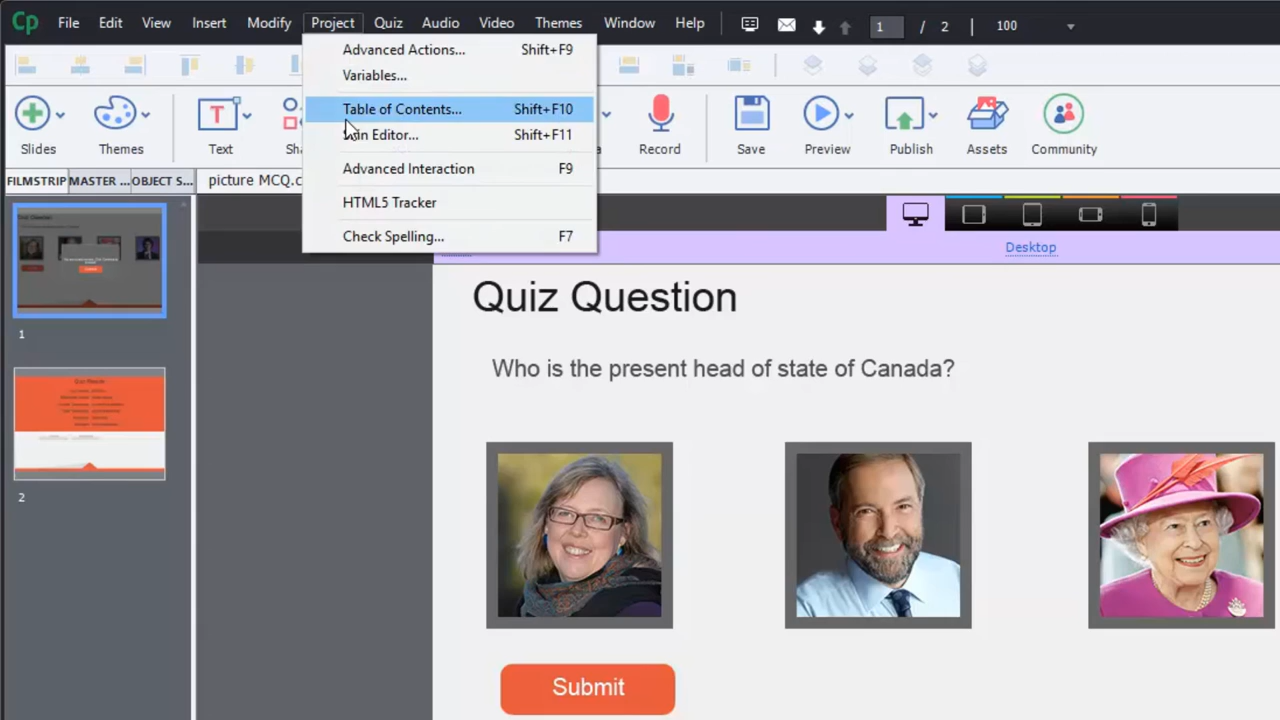 Cp File Edit View Insert Modify Project Quiz Audio Video Themes Window Help 1 / 2 100
Advanced Actions... Shift+F9
Variables...
Table of Contents... Shift+F10
Editor... Shift+F11
Advanced Interaction F9
HTML5 Tracker
Check Spelling... F7
Slides Themes Text Record Save Preview Publish Assets Community
FILMSTRIP MASTER ... OBJECT S... picture MCQ.c
Desktop
1
2
Quiz Question
Who is the present head of state of Canada?
Submit